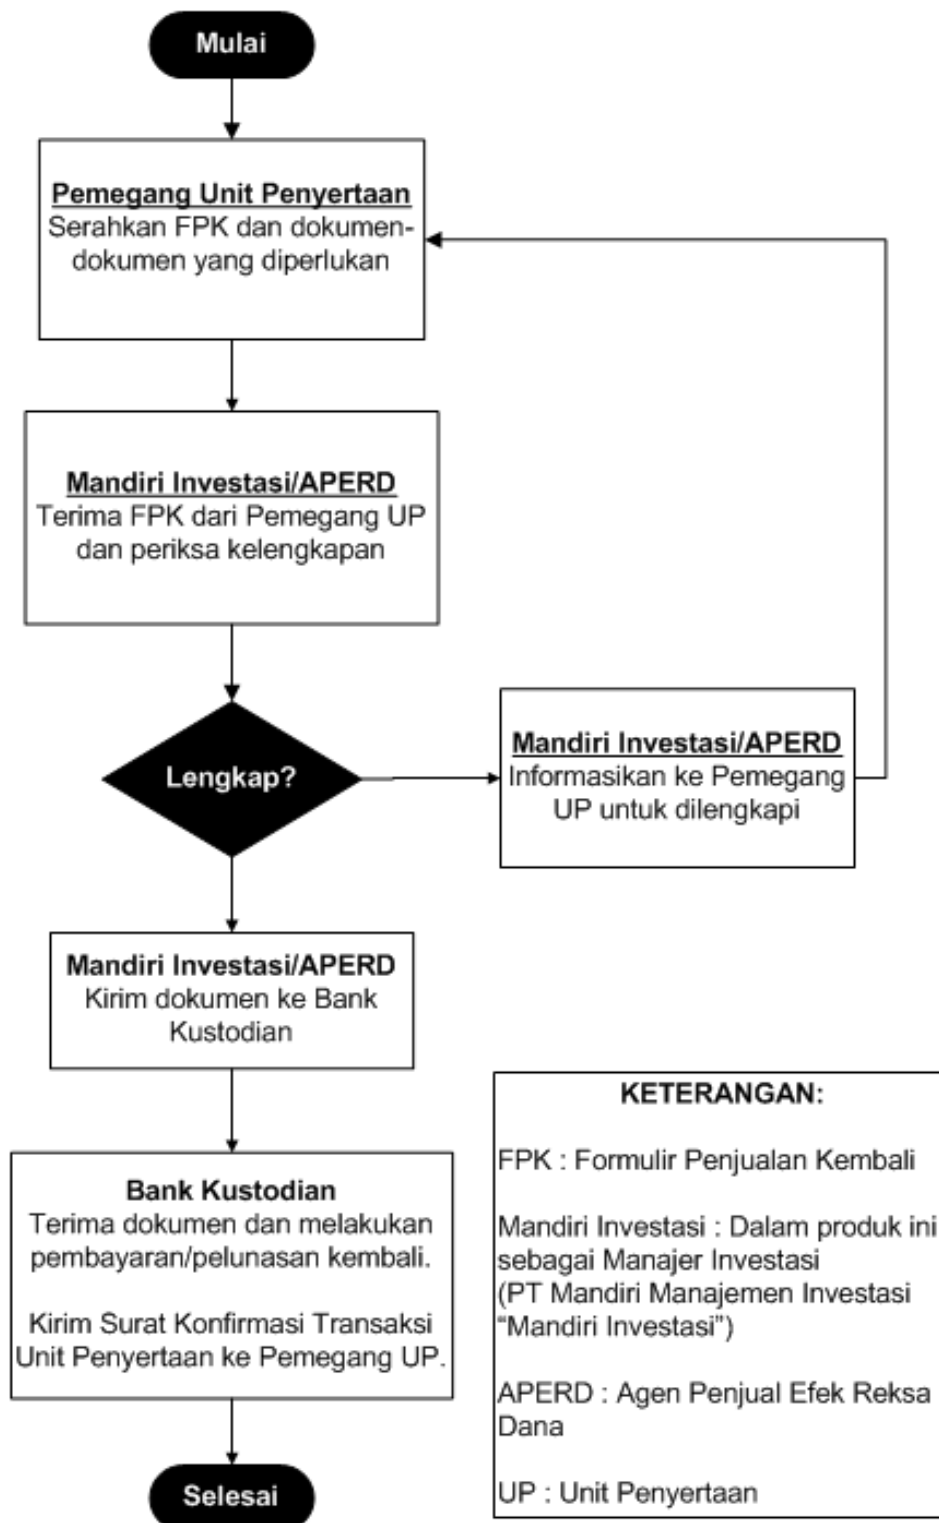 Mulai
Pemegang Unit Penyertaan
Serahkan FPK dan dokumen-
dokumen yang diperlukan
Mandiri Investasi/APERD
Terima FPK dari Pemegang UP
dan periksa kelengkapan
Lengkap?
Mandiri Investasi/APERD
Informasikan ke Pemegang
UP untuk dilengkapi
Mandiri Investasi/APERD
Kirim dokumen ke Bank
Kustodian
Bank Kustodian
Terima dokumen dan melakukan
pembayaran/pelunasan kembali.
Kirim Surat Konfirmasi Transaksi
Unit Penyertaan ke Pemegang UP.
Selesai
KETERANGAN:
FPK : Formulir Penjualan Kembali
Mandiri Investasi : Dalam produk ini
sebagai Manajer Investasi
(PT Mandiri Manajemen Investasi
“Mandiri Investasi”)
APERD : Agen Penjual Efek Reksa
Dana
UP : Unit Penyertaan